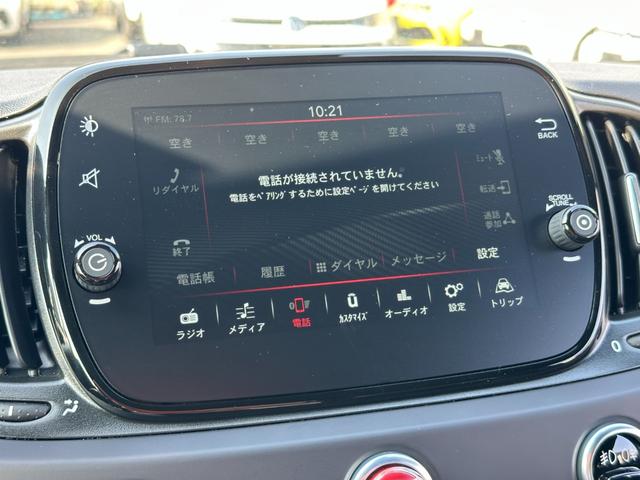 FM: 78.7
10:21
空き 空き 空き 空き 空き
BACK
リダイヤル
電話が接続されていません。
電話をペアリングするために設定ページを開けてください
ミュート
転送
通話
参加
SCROLL
TUNE
VOL
終了
電話帳 履歴 ダイヤル メッセージ 設定
ラジオ メディア 電話 カスタマイズ オーディオ 設定 トリップ
0